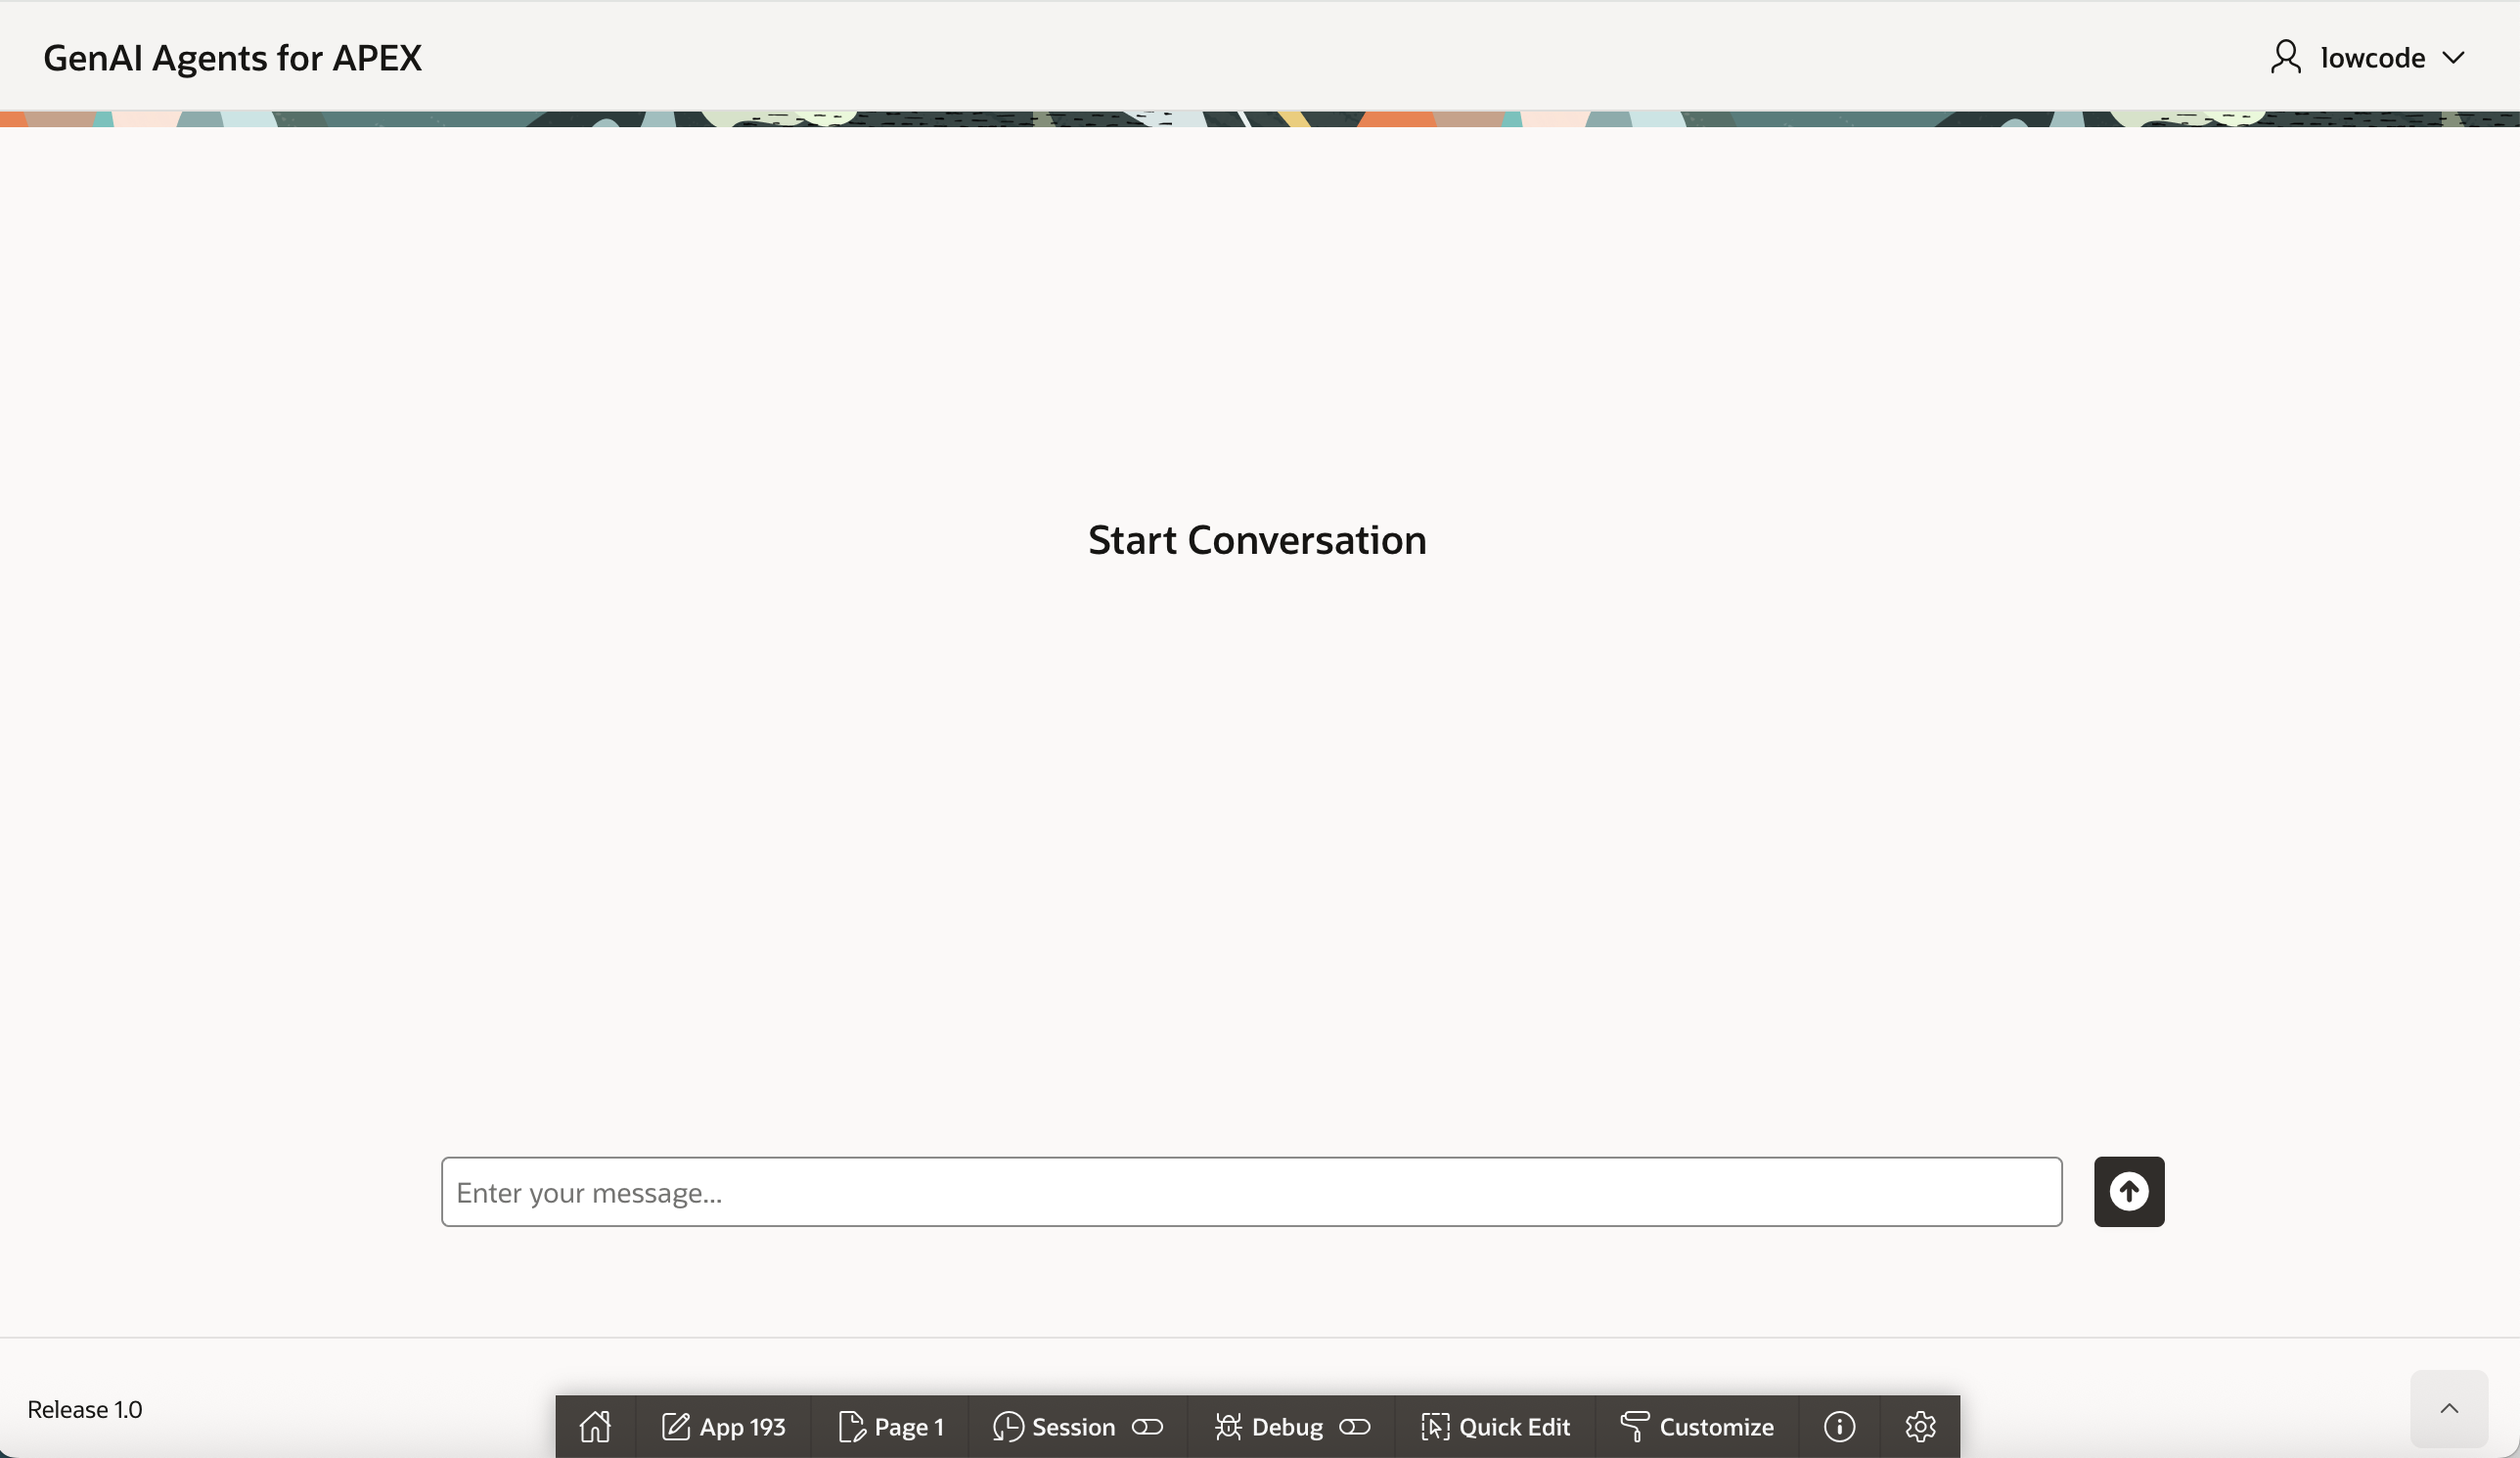 GenAI Agents for APEX
lowcode
Start Conversation
Enter your message...
Release 1.0
App 193
Page 1
Session
Debug
Quick Edit
Customize